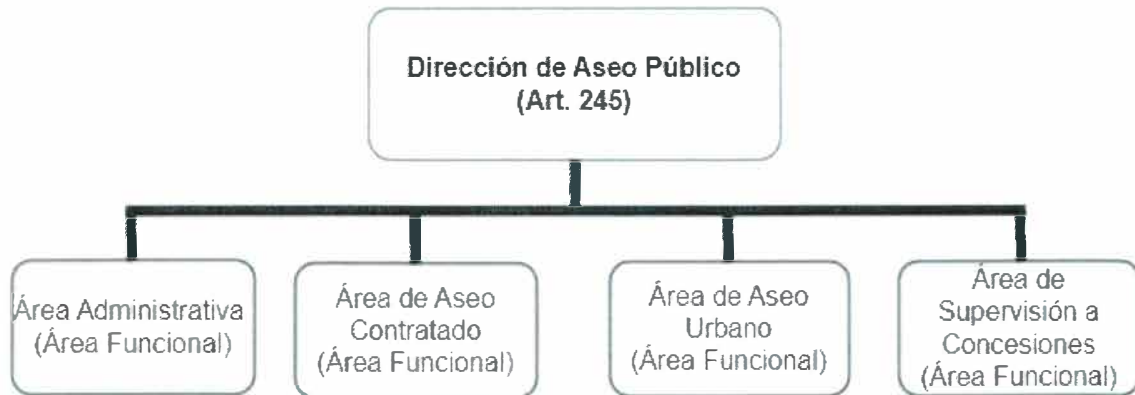 Dirección de Aseo Público
(Art. 245)
Área Administrativa
(Área Funcional)
Área de Aseo
Contratado
(Área Funcional)
Área de Aseo
Urbano
(Área Funcional)
Área de
Supervisión a
Concesiones
(Área Funcional)